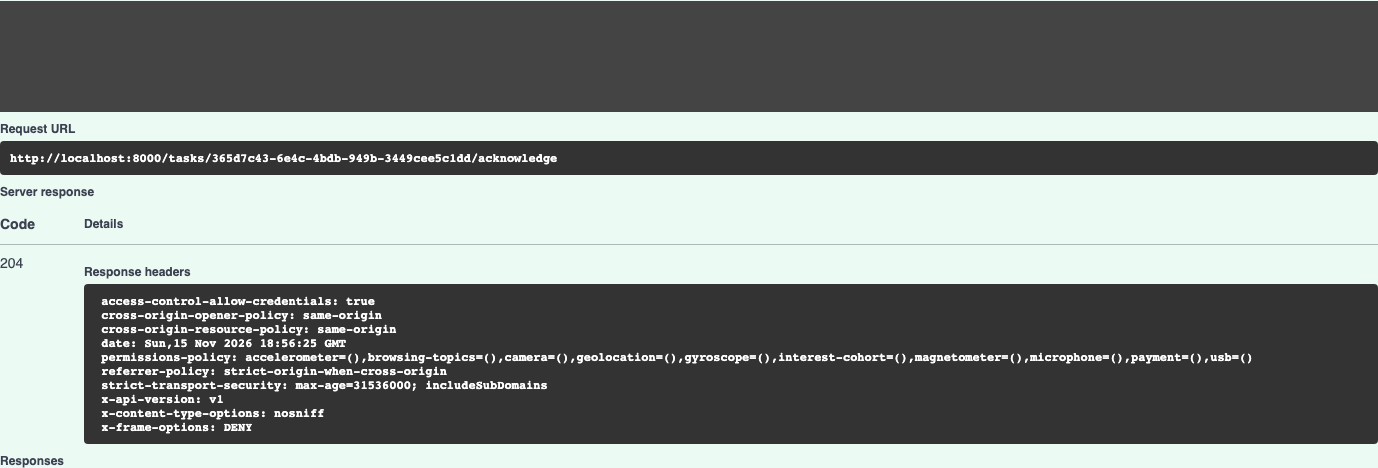 Request URL
http://localhost:8000/tasks/365d7c43-6e4c-4bdb-949b-3449cee5c1dd/acknowledge
Server response
Code Details
204
Response headers
access-control-allow-credentials: true
cross-origin-opener-policy: same-origin
cross-origin-resource-policy: same-origin
date: Sun,15 Nov 2026 18:56:25 GMT
permissions-policy: accelerometer=(),browsing-topics=(),camera=(),geolocation=(),gyroscope=(),interest-cohort=(),magnetometer=(),microphone=(),payment=(),usb=()
referrer-policy: strict-origin-when-cross-origin
strict-transport-security: max-age=31536000; includeSubDomains
x-api-version: v1
x-content-type-options: nosniff
x-frame-options: DENY
Responses